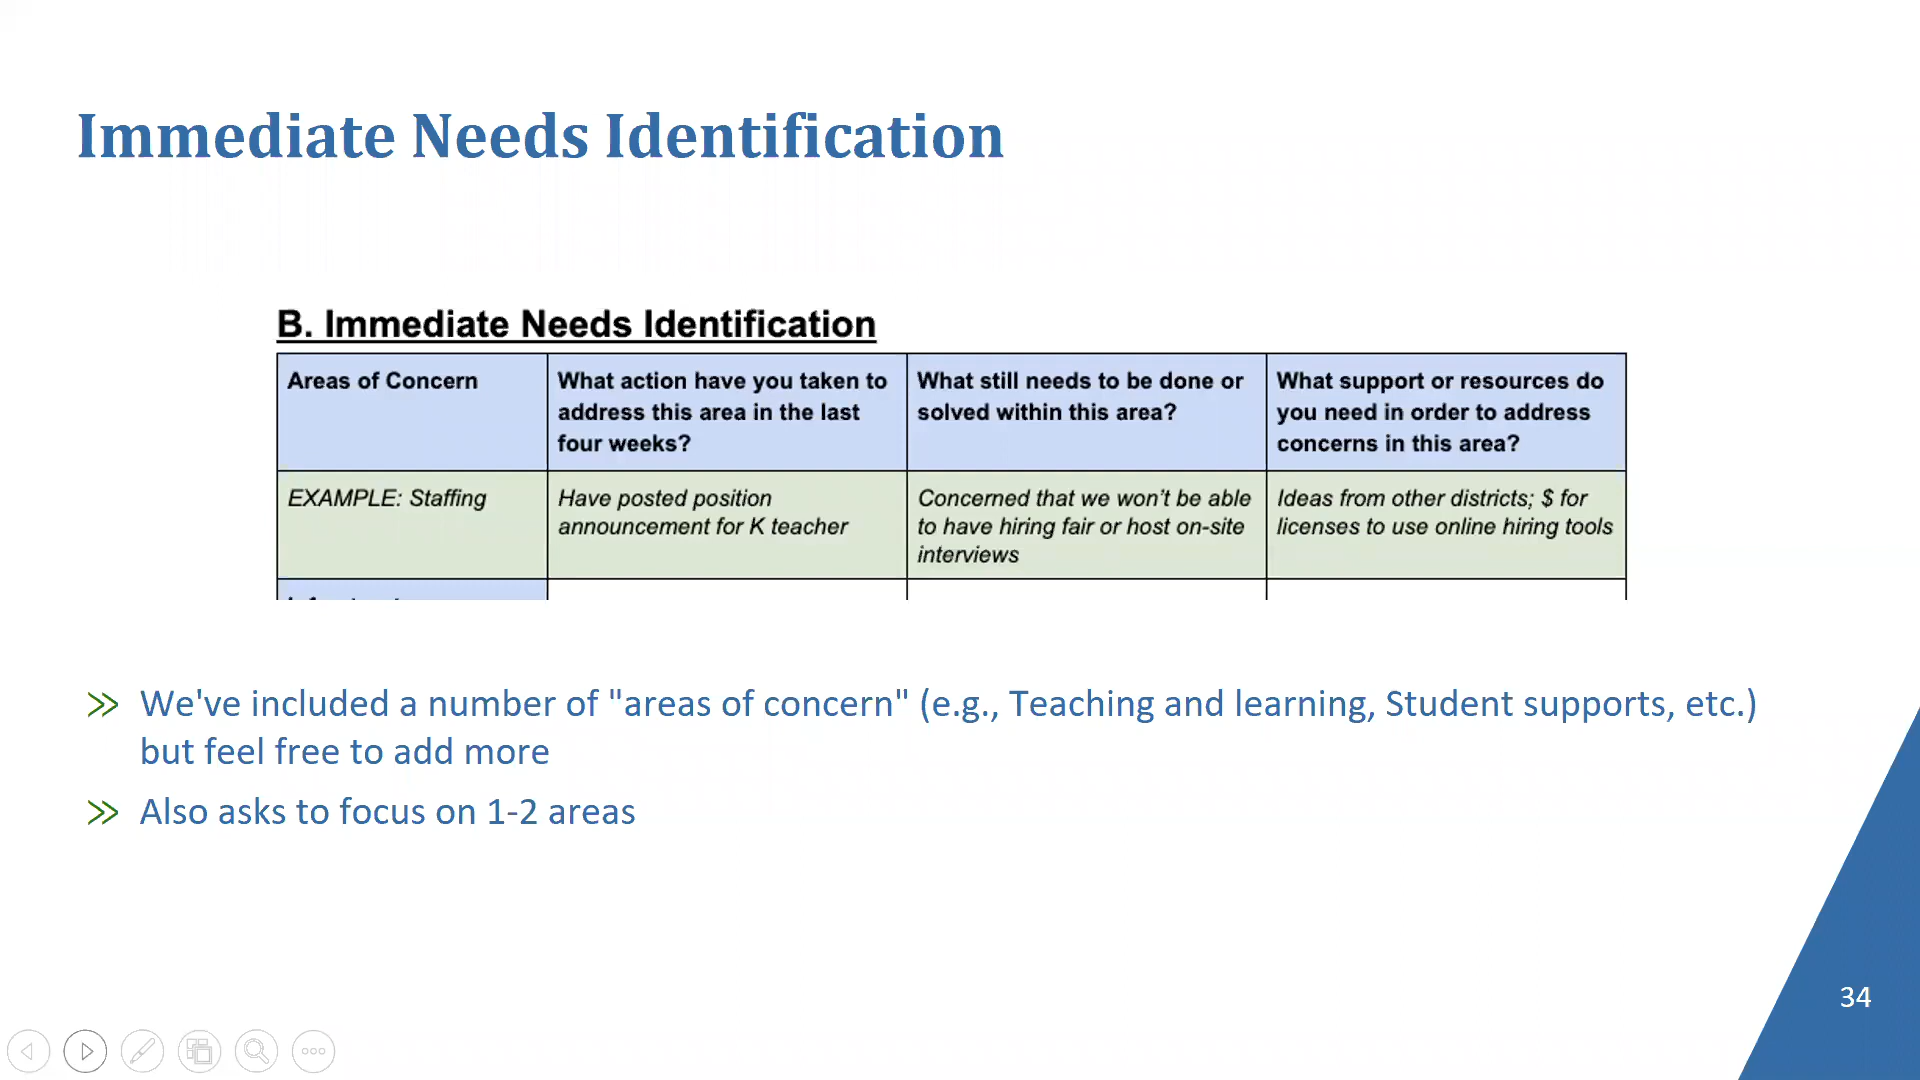 Immediate Needs Identification
B. Immediate Needs Identification
Areas of Concern
What action have you taken to
address this area in the last
four weeks?
What still needs to be done or
solved within this area?
What support or resources do
you need in order to address
concerns in this area?
EXAMPLE: Staffing
Have posted position
announcement for K teacher
Concerned that we won't be able
to have hiring fair or host on-site
interviews
Ideas from other districts; $ for
licenses to use online hiring tools
We've included a number of "areas of concern" (e.g., Teaching and learning, Student supports, etc.)
but feel free to add more
Also asks to focus on 1-2 areas
34